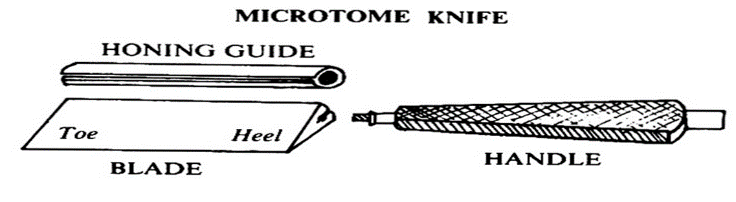 MICROTOME KNIFE
HONING GUIDE
Toe Heel
BLADE
HANDLE